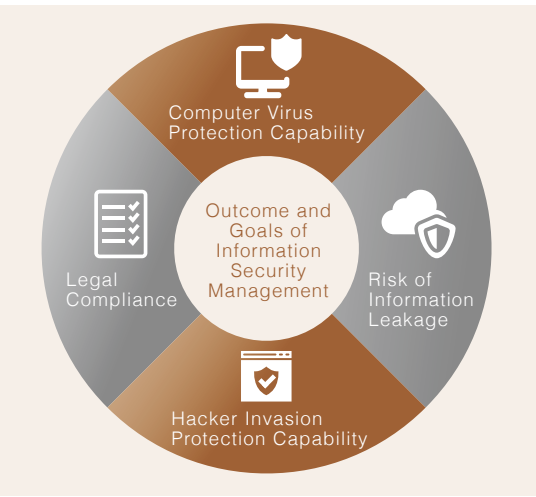 Computer Virus
Protection Capability
Outcome and
Goals of
Information
Security
Management
Legal
Compliance
Risk of
Information
Leakage
Hacker Invasion
Protection Capability